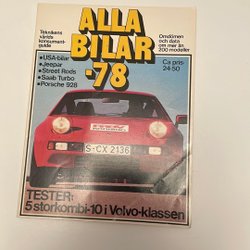 Teknikens
världs
konsument-
guide
ALLA
BILAR
-78
Omdömen
och data
om mer än
200 modeller
Ca pris
24:50
•USA-bilar
•Jeepar
•Street Rods
•Saab Turbo
•Porsche 928
S-CX 2136
TESTER:
5 storkombi-10 i Volvo-klassen